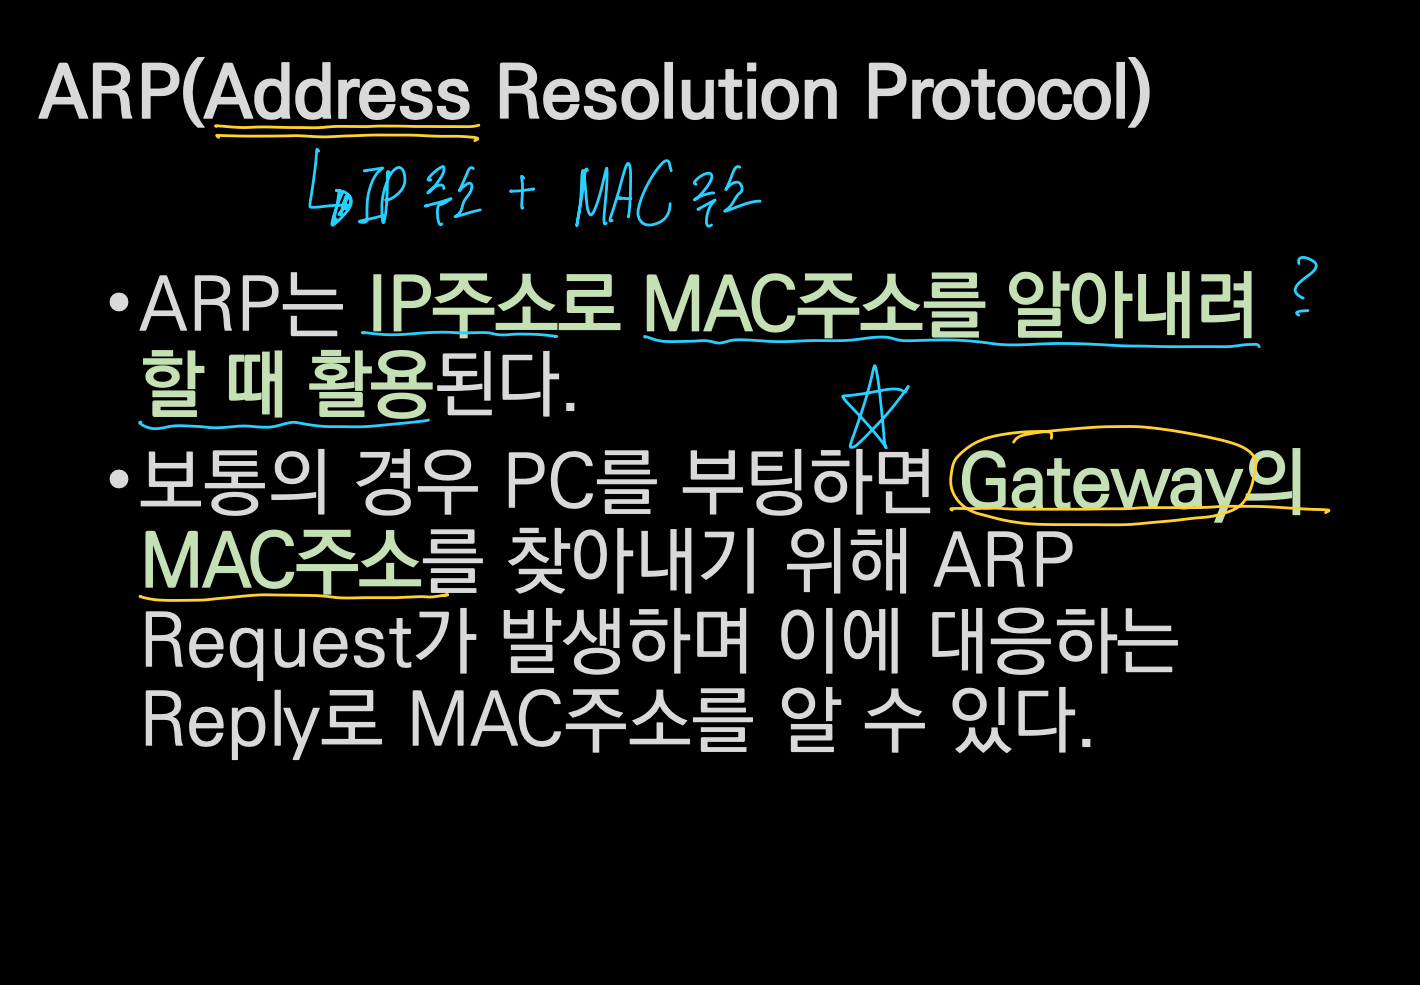 ARP(Address Resolution Protocol)
IP 주소 + MAC 주소
•ARP는 IP주소로 MAC주소를 알아내려 ?
할 때 활용된다.
•보통의 경우 PC를 부팅하면 Gateway의
MAC주소를 찾아내기 위해 ARP
Request가 발생하며 이에 대응하는
Reply로 MAC주소를 알 수 있다.